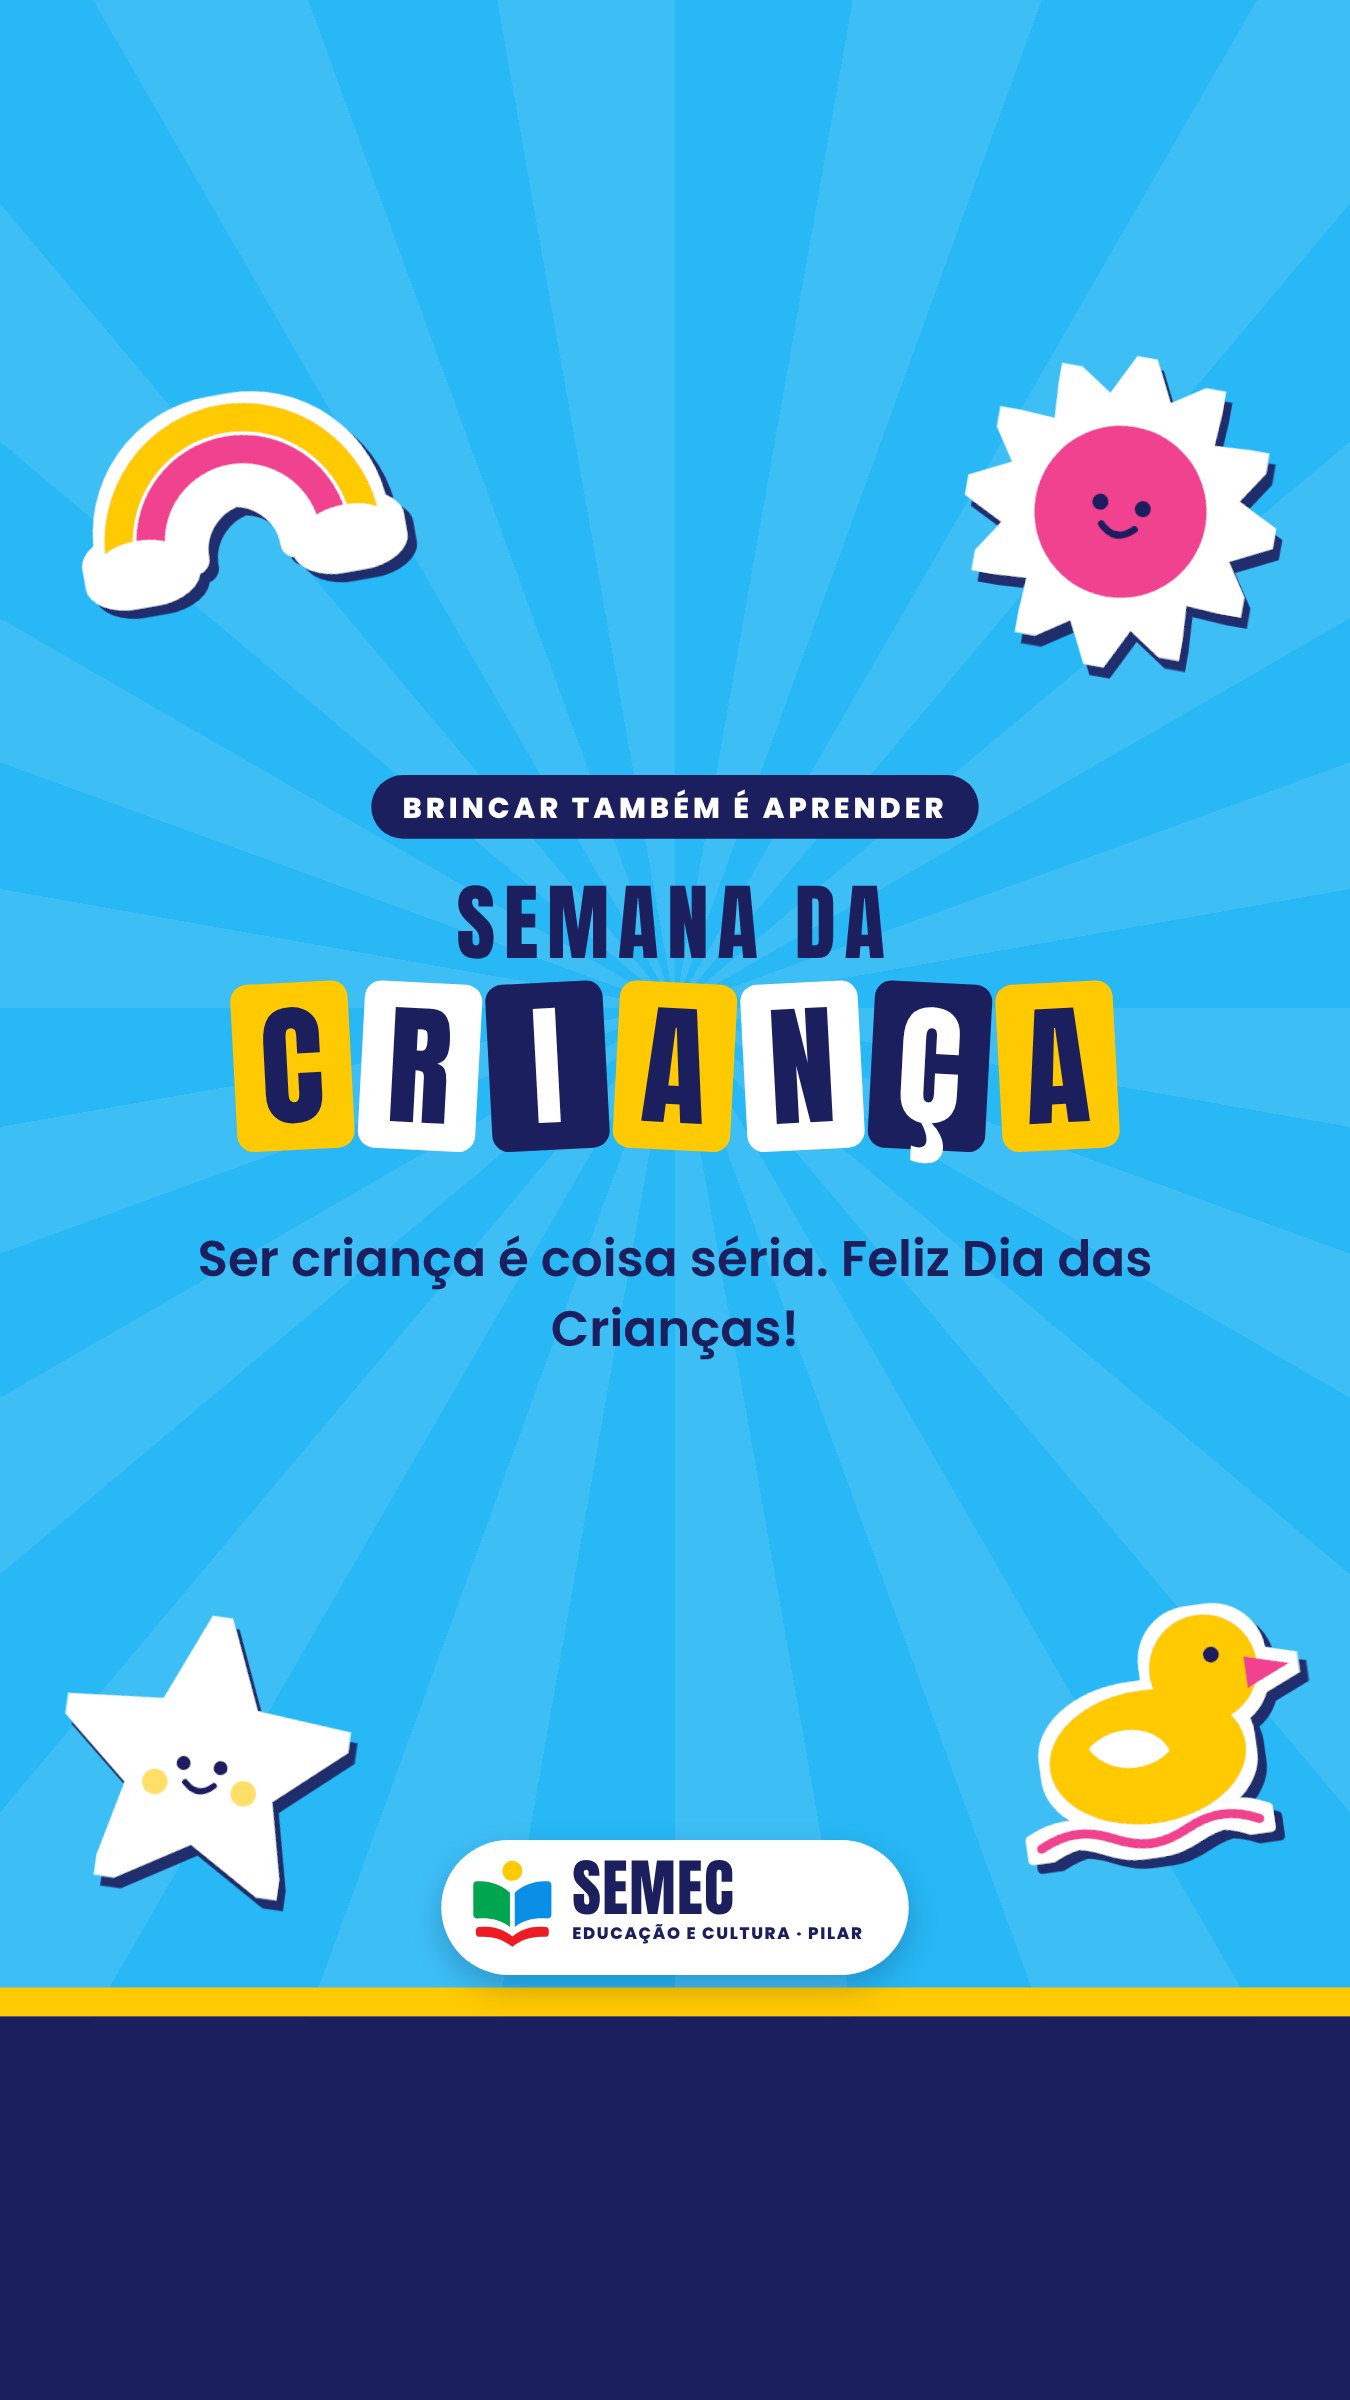 BRINCAR TAMBÉM É APRENDER
SEMANA DA
CRIANÇA
Ser criança é coisa séria. Feliz Dia das
Crianças!
SEMEC
EDUCAÇÃO E CULTURA · PILAR